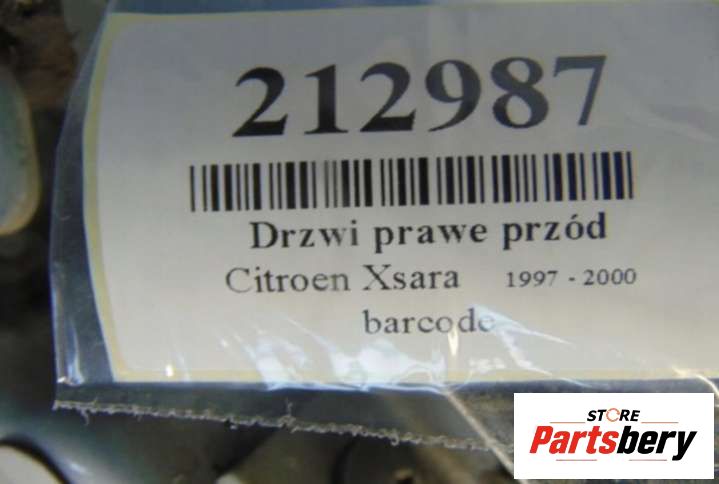 212987
Drzwi prawe przód
Citroen Xsara 1997 - 2000
barcode
STORE
Partsbery